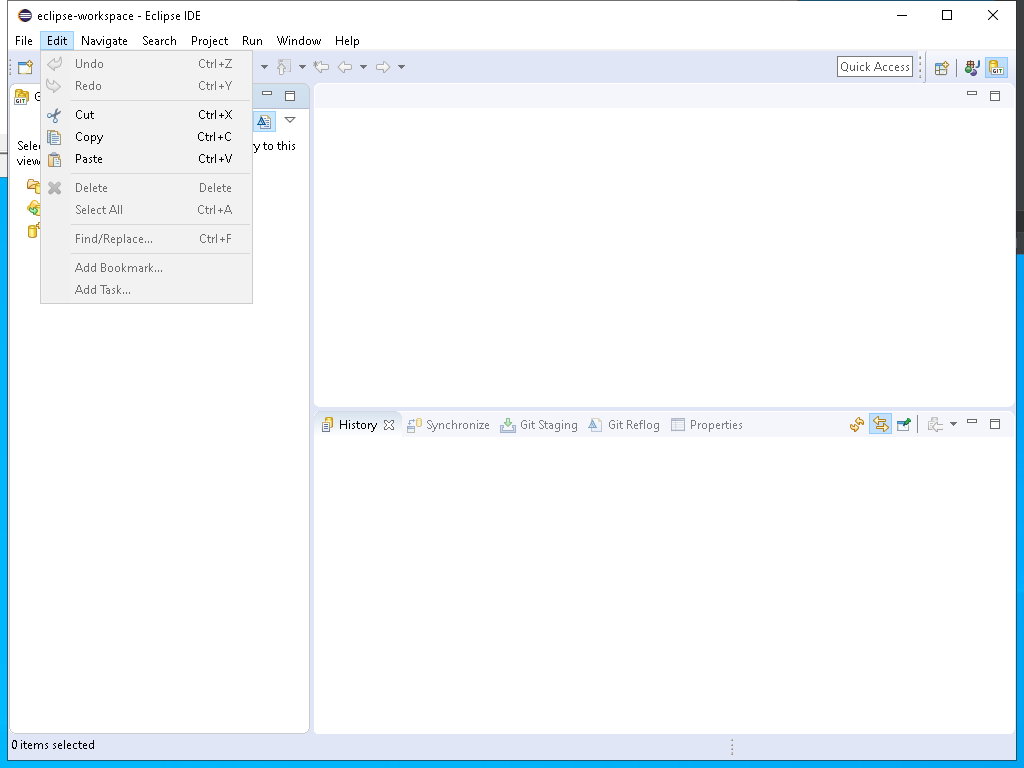 eclipse-workspace - Eclipse IDE
File Edit Navigate Search Project Run Window Help
Undo Ctrl+Z
Redo Ctrl+Y
Cut Ctrl+X
Copy Ctrl+C
Paste Ctrl+V
Delete Delete
Select All Ctrl+A
Find/Replace... Ctrl+F
Add Bookmark...
Add Task...
Quick Access
GIT
GIT
y to this
view
History Synchronize Git Staging Git Reflog Properties
0 items selected